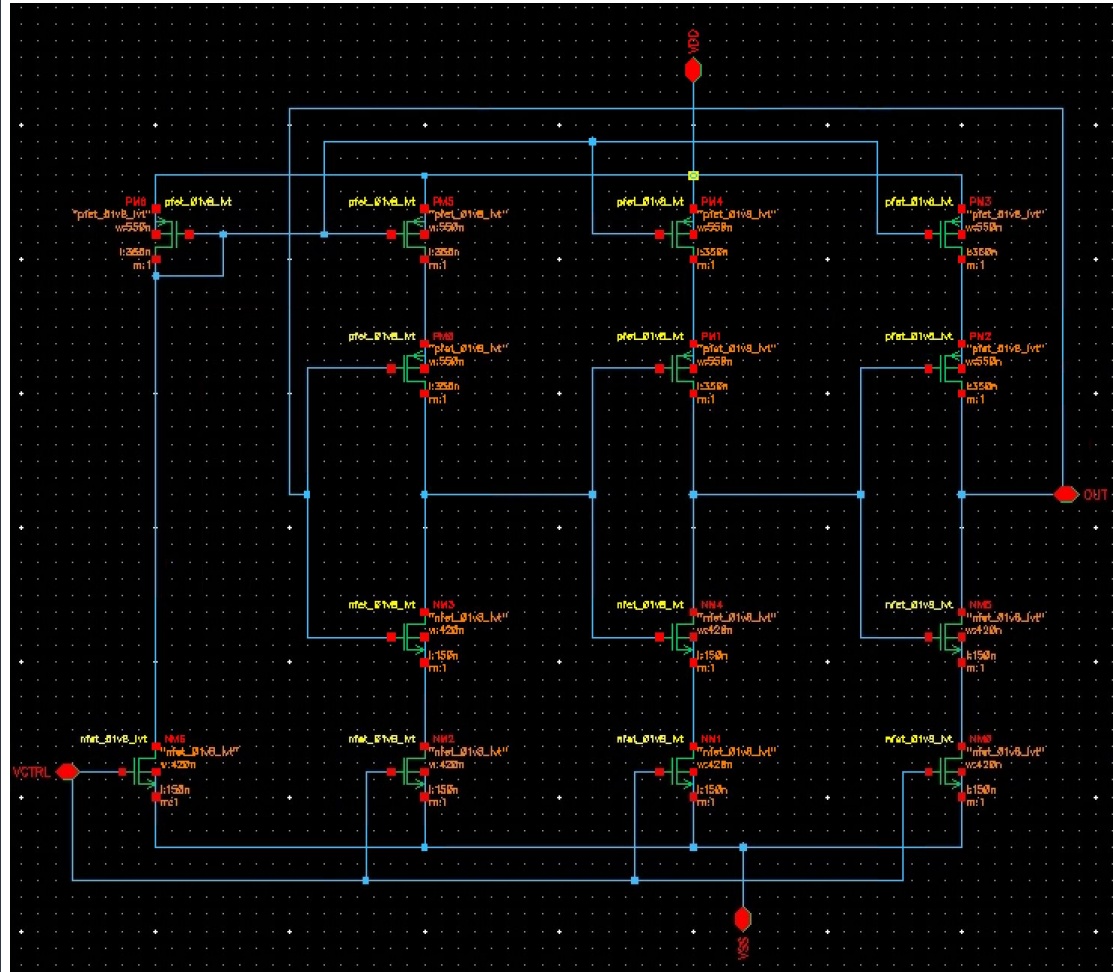 VDD
PM6 pfet_01v8_lvt
"pfet_01v8_lvt"
w:550n
l:350n
m:1
pfet_01v8_lvt PM5
"pfet_01v8_lvt"
w:550n
l:350n
m:1
pfet_01v8_lvt PM4
"pfet_01v8_lvt"
w:550n
l:350n
m:1
pfet_01v8_lvt PM3
"pfet_01v8_lvt"
w:550n
l:350n
m:1
pfet_01v8_lvt PM0
"pfet_01v8_lvt"
w:550n
l:350n
m:1
pfet_01v8_lvt PM1
"pfet_01v8_lvt"
w:550n
l:350n
m:1
pfet_01v8_lvt PM2
"pfet_01v8_lvt"
w:550n
l:350n
m:1
OUT
nfet_01v8_lvt NM3
"nfet_01v8_lvt"
w:420n
l:150n
m:1
nfet_01v8_lvt NM4
"nfet_01v8_lvt"
w:420n
l:150n
m:1
nfet_01v8_lvt
"nfet_01v8_lvt"
w:420n
l:150n
m:1
VCTRL
nfet_01v8_lvt
"nfet_01v8_lvt"
w:420n
l:150n
m:1
nfet_01v8_lvt NM2
"nfet_01v8_lvt"
w:420n
l:150n
m:1
nfet_01v8_lvt NM1
"nfet_01v8_lvt"
w:420n
l:150n
m:1
nfet_01v8_lvt NM0
"nfet_01v8_lvt"
w:420n
l:150n
m:1
VSS